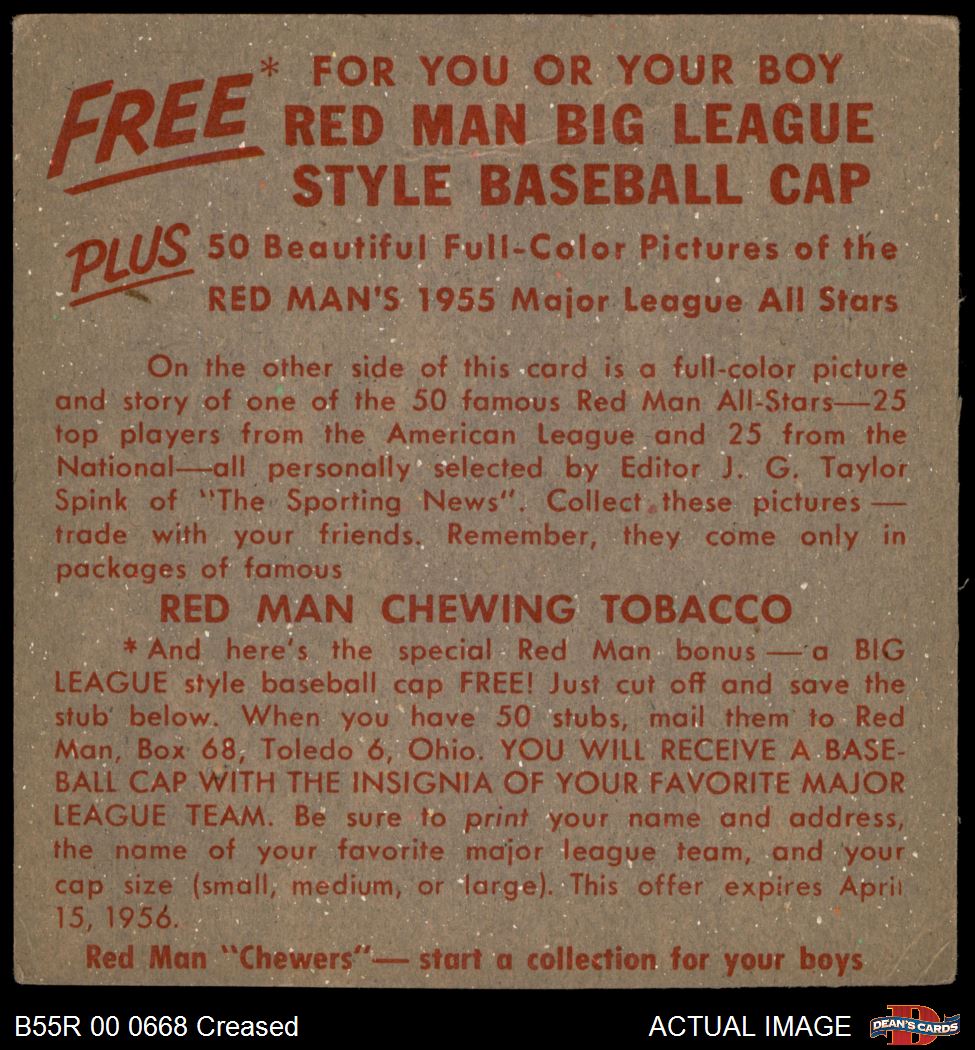 FREE* FOR YOU OR YOUR BOY
RED MAN BIG LEAGUE
STYLE BASEBALL CAP
PLUS 50 Beautiful Full-Color Pictures of the
RED MAN'S 1955 Major League All Stars
On the other side of this card is a full-color picture
and story of one of the 50 famous Red Man All-Stars—25
top players from the American League and 25 from the
National—all personally selected by Editor J. G. Taylor
Spink of "The Sporting News". Collect these pictures —
trade with your friends. Remember, they come only in
packages of famous
RED MAN CHEWING TOBACCO
* And here's the special Red Man bonus — a BIG
LEAGUE style baseball cap FREE! Just cut off and save the
stub below. When you have 50 stubs, mail them to Red
Man, Box 68, Toledo 6, Ohio. YOU WILL RECEIVE A BASE-
BALL CAP WITH THE INSIGNIA OF YOUR FAVORITE MAJOR
LEAGUE TEAM. Be sure to print your name and address,
the name of your favorite major league team, and your
cap size (small, medium, or large). This offer expires April
15, 1956.
Red Man "Chewers"— start a collection for your boys
B55R 00 0668 Creased
ACTUAL IMAGE
D
DEAN'S CARDS